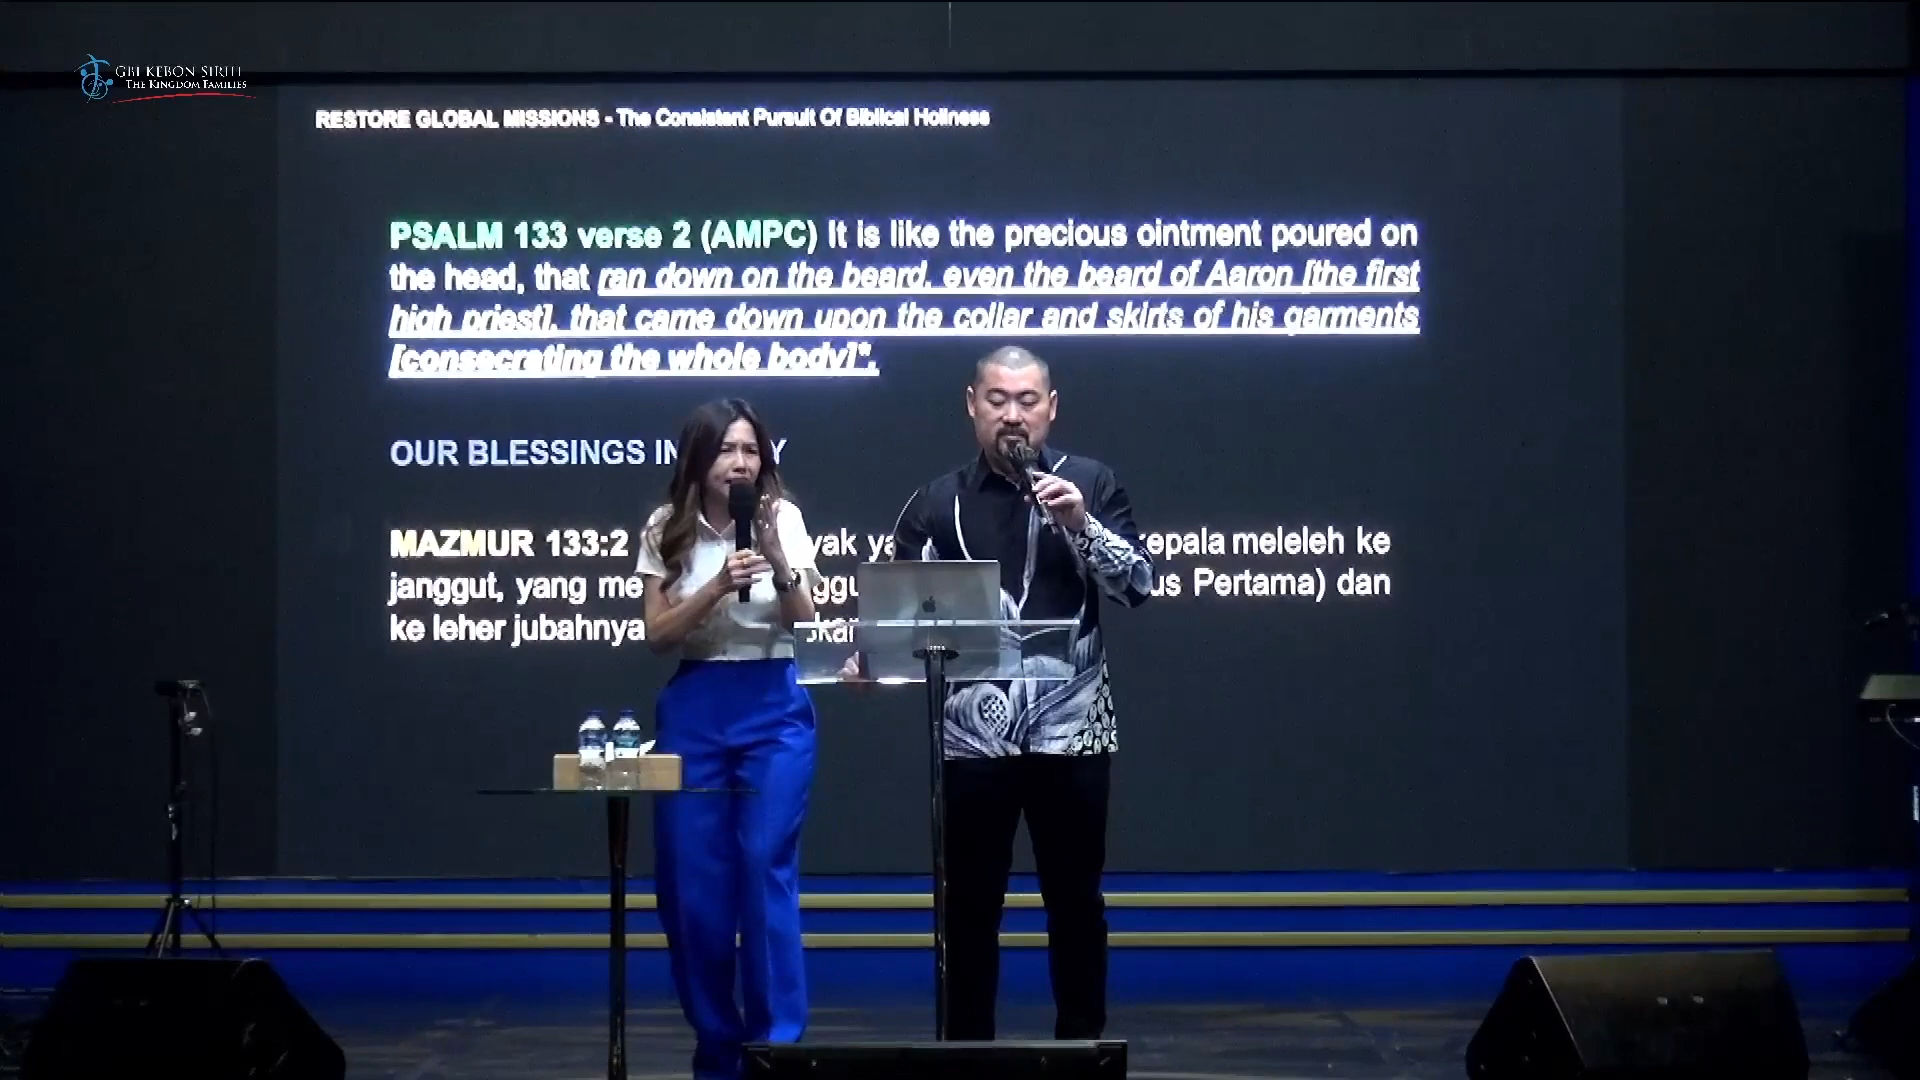 GBI KEBON SIRIH
THE KINGDOM FAMILIES
RESTORE GLOBAL MISSIONS - The Consistent Pursuit Of Biblical Holiness
PSALM 133 verse 2 (AMPC) It is like the precious ointment poured on
the head, that ran down on the beard, even the beard of Aaron [the first
high priest], that came down upon the collar and skirts of his garments
[consecrating the whole body]*.
OUR BLESSINGS IN
MAZMUR 133:2 kepala meleleh ke
janggut, yang Pertama) dan
ke leher jubahnya